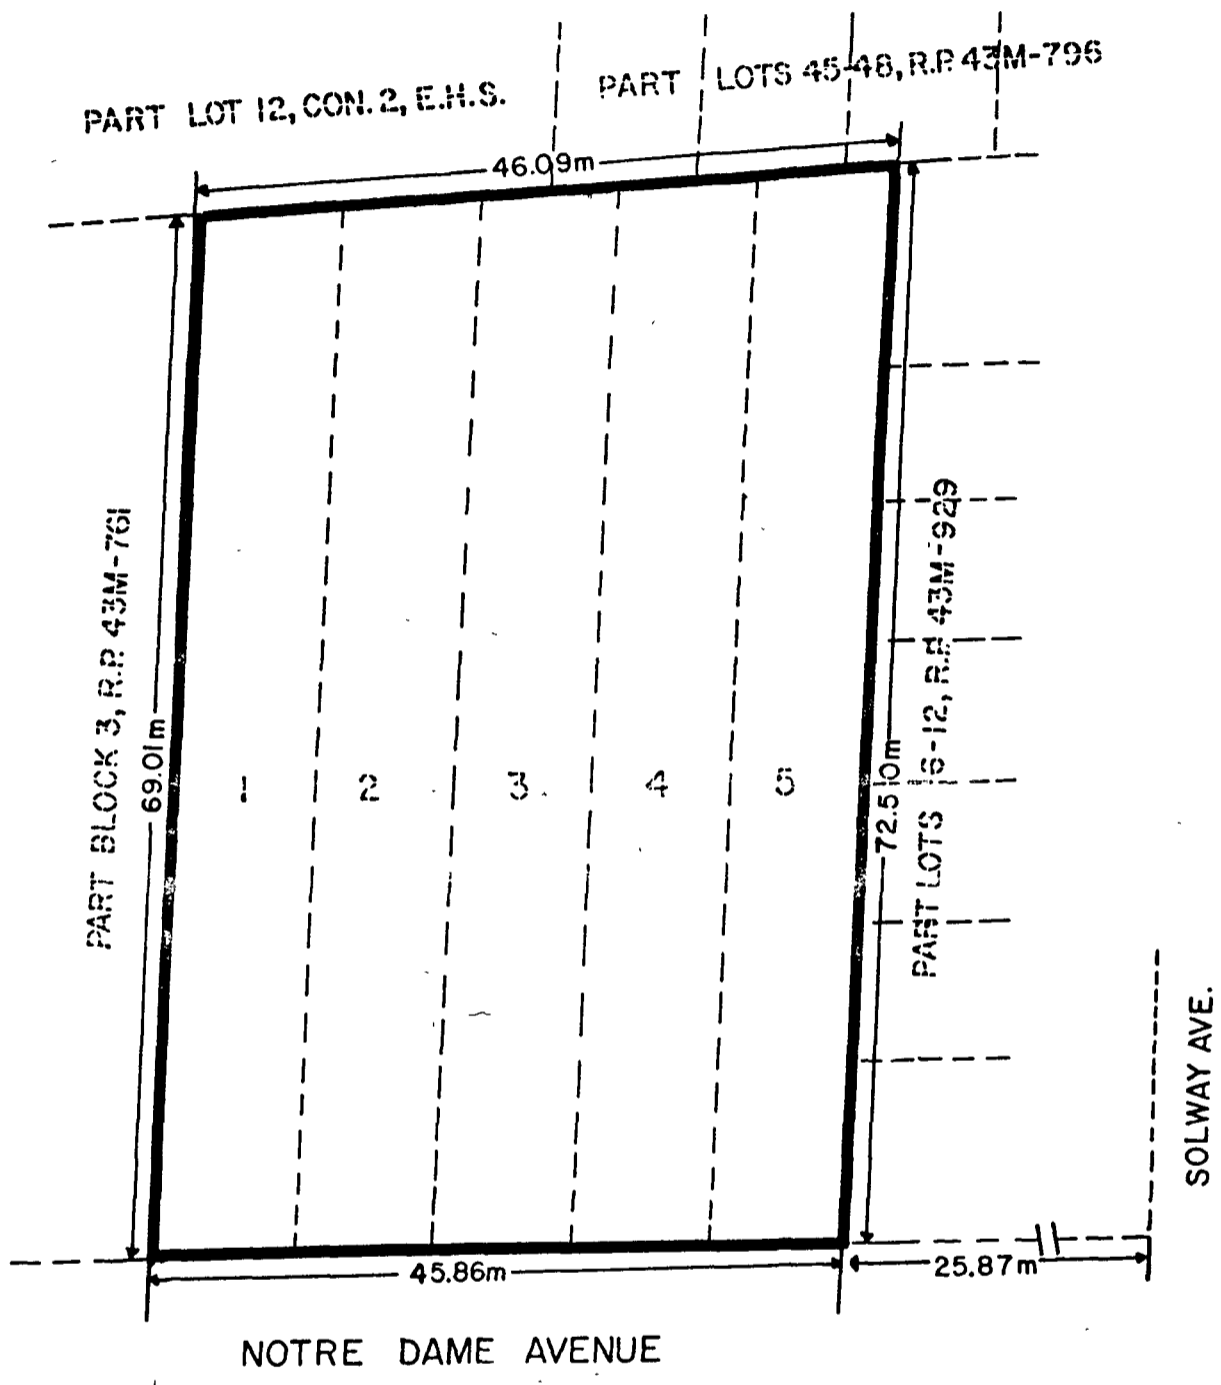 PART LOT 12, CON. 2, E.H.S.
PART LOTS 45-48, R.P. 43M-796
46.09m
PART BLOCK 3, R.P. 43M-761
69.01m
1
2
3
4
5
72.510m
PART LOTS 6-12, R.P. 43M-929
SOLWAY AVE.
45.86m
25.87m
NOTRE DAME AVENUE